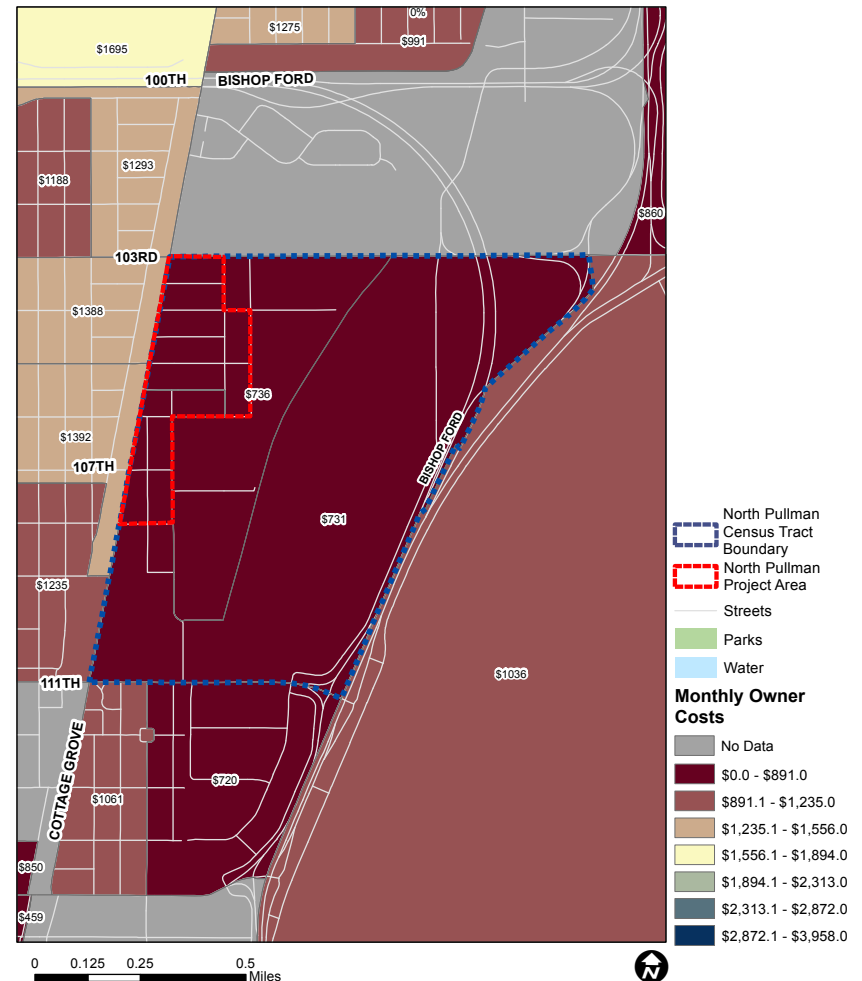 0%
$1275
$991
$1695
100TH
BISHOP FORD
$1293
$1188
$860
103RD
$1388
$736
$1392
BISHOP FORD
107TH
$731
$1235
$1036
111TH
COTTAGE GROVE
$720
$1061
$850
$459
North Pullman
Census Tract
Boundary
North Pullman
Project Area
Streets
Parks
Water
Monthly Owner
Costs
No Data
$0.0 - $891.0
$891.1 - $1,235.0
$1,235.1 - $1,556.0
$1,556.1 - $1,894.0
$1,894.1 - $2,313.0
$2,313.1 - $2,872.0
$2,872.1 - $3,958.0
0 0.125 0.25 0.5
Miles
N